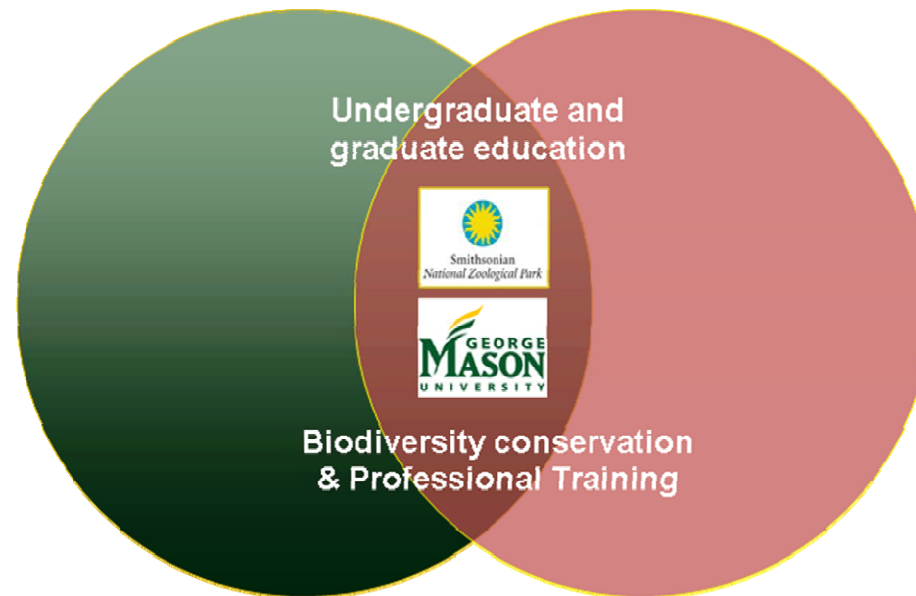 Undergraduate and
graduate education
Smithsonian
National Zoological Park
GEORGE
MASON
UNIVERSITY
Biodiversity conservation
& Professional Training